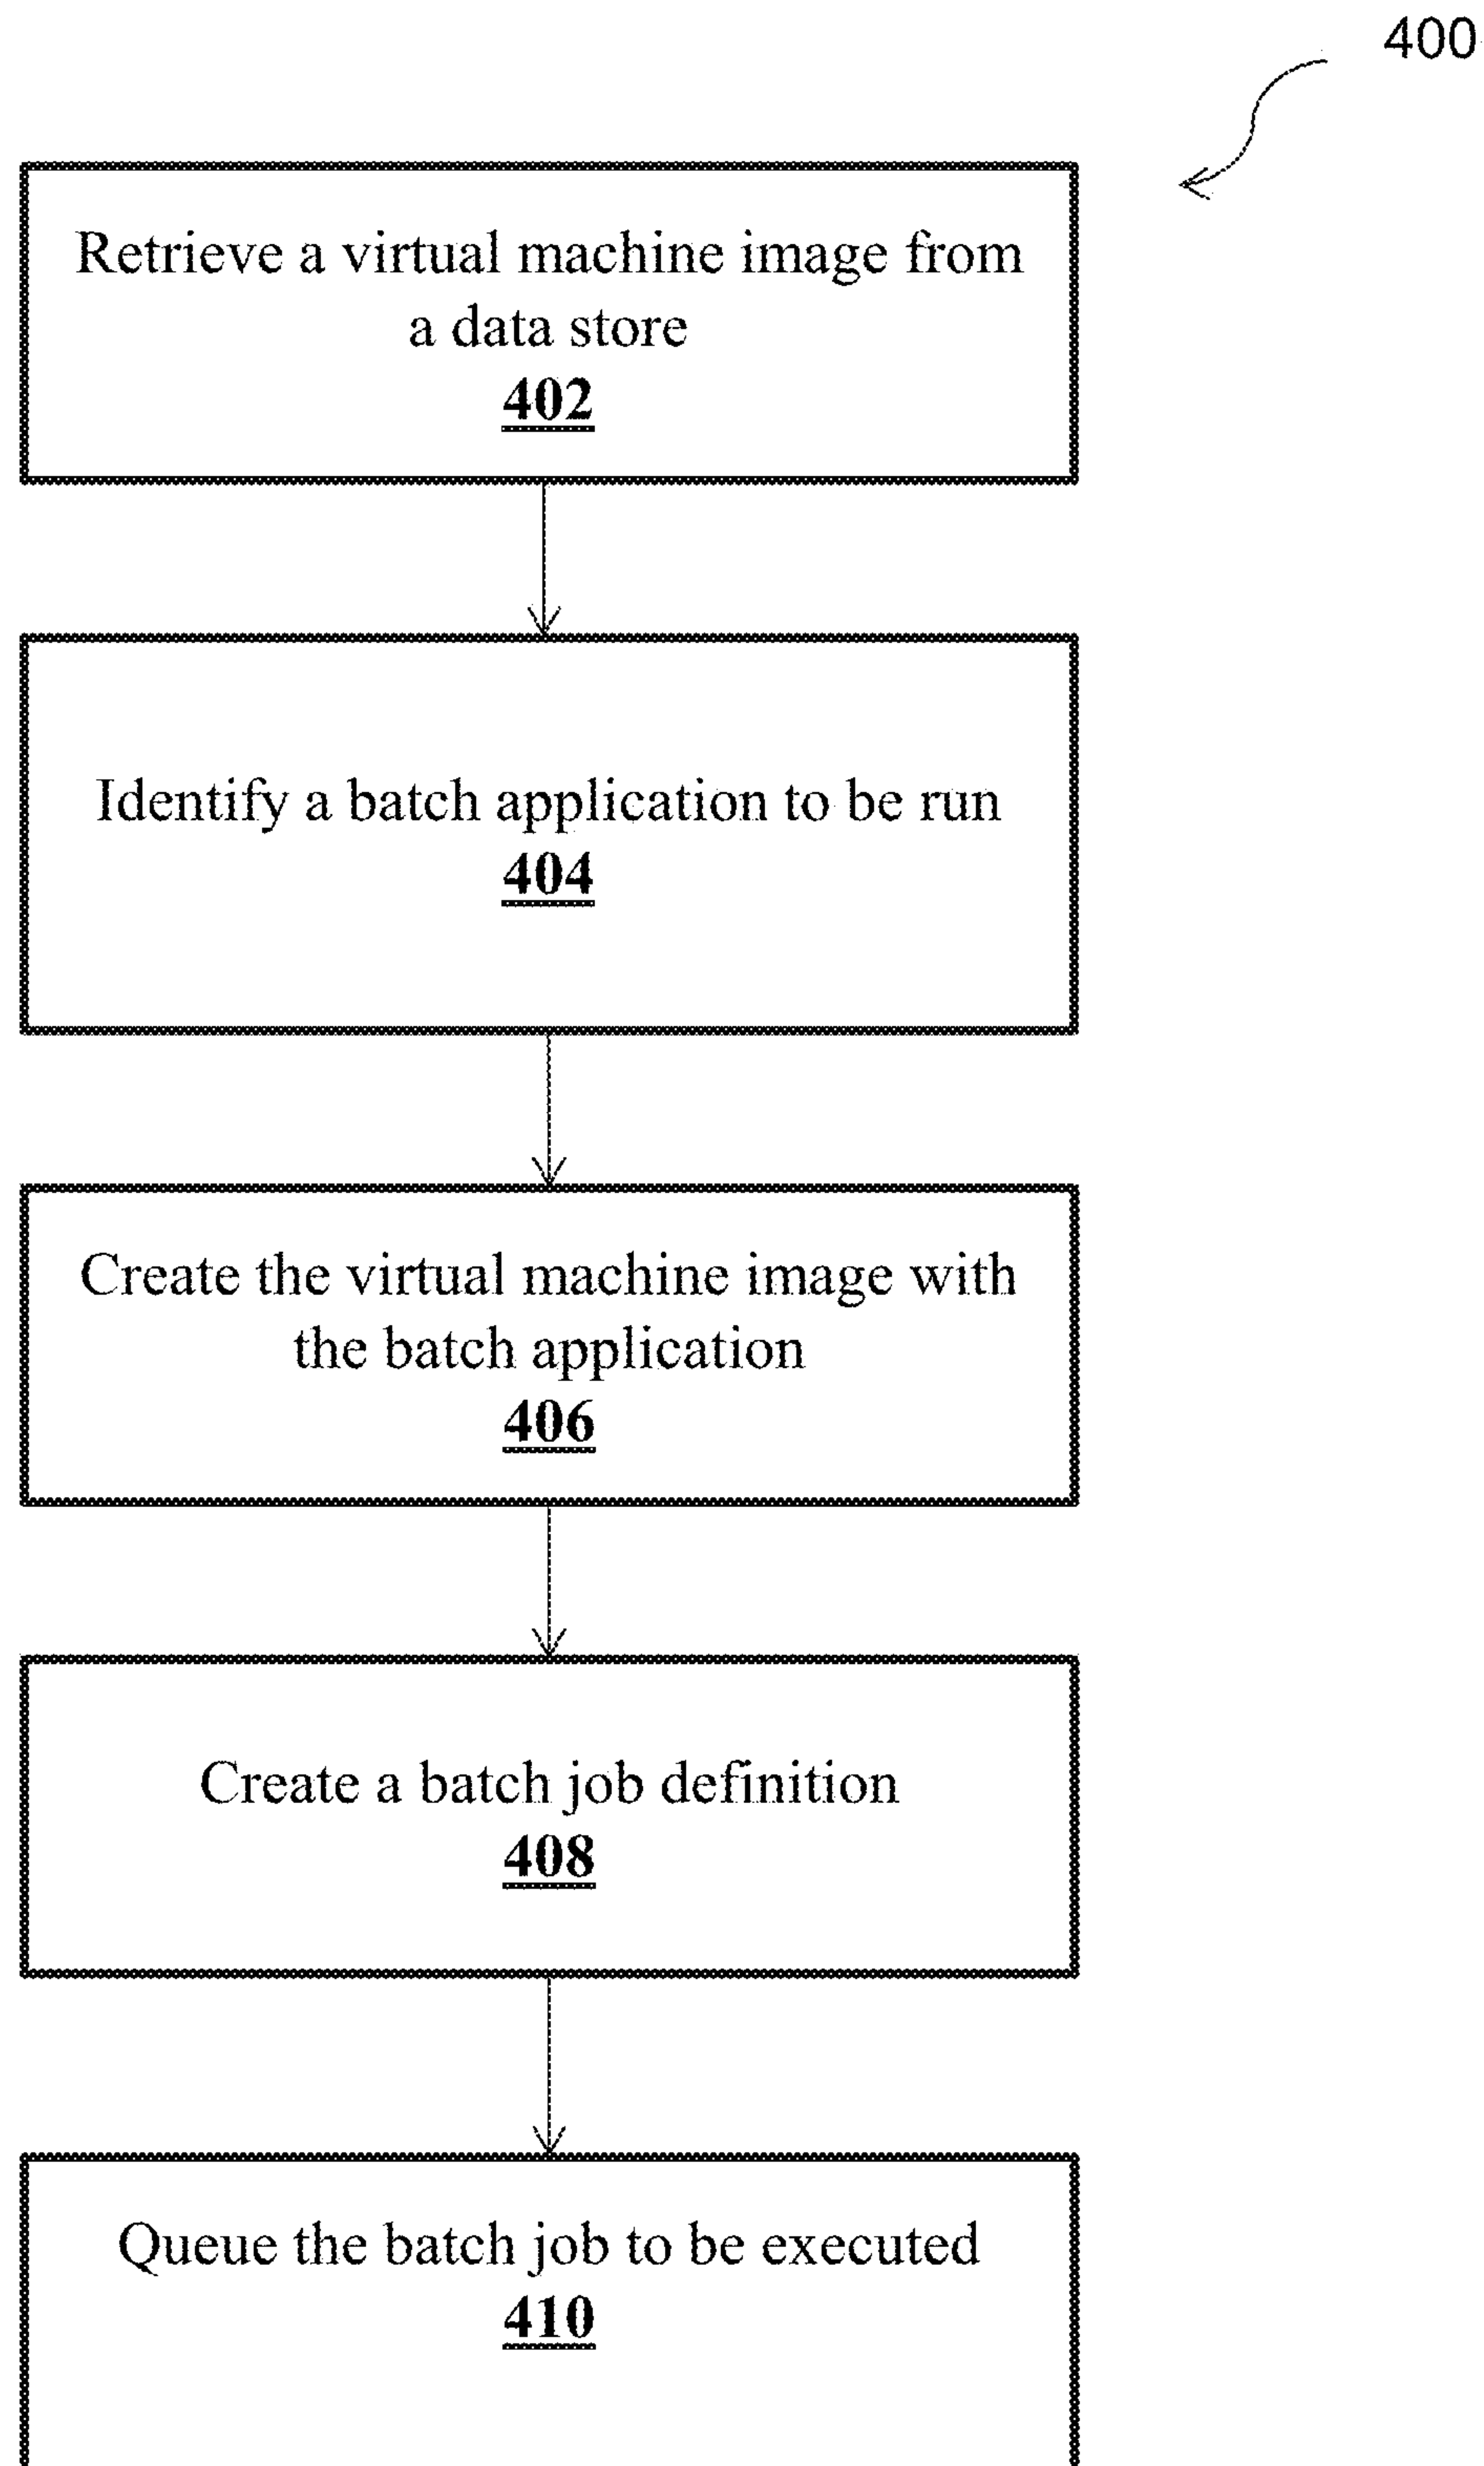 400
Retrieve a virtual machine image from
a data store
402
Identify a batch application to be run
404
Create the virtual machine image with
the batch application
406
Create a batch job definition
408
Queue the batch job to be executed
410